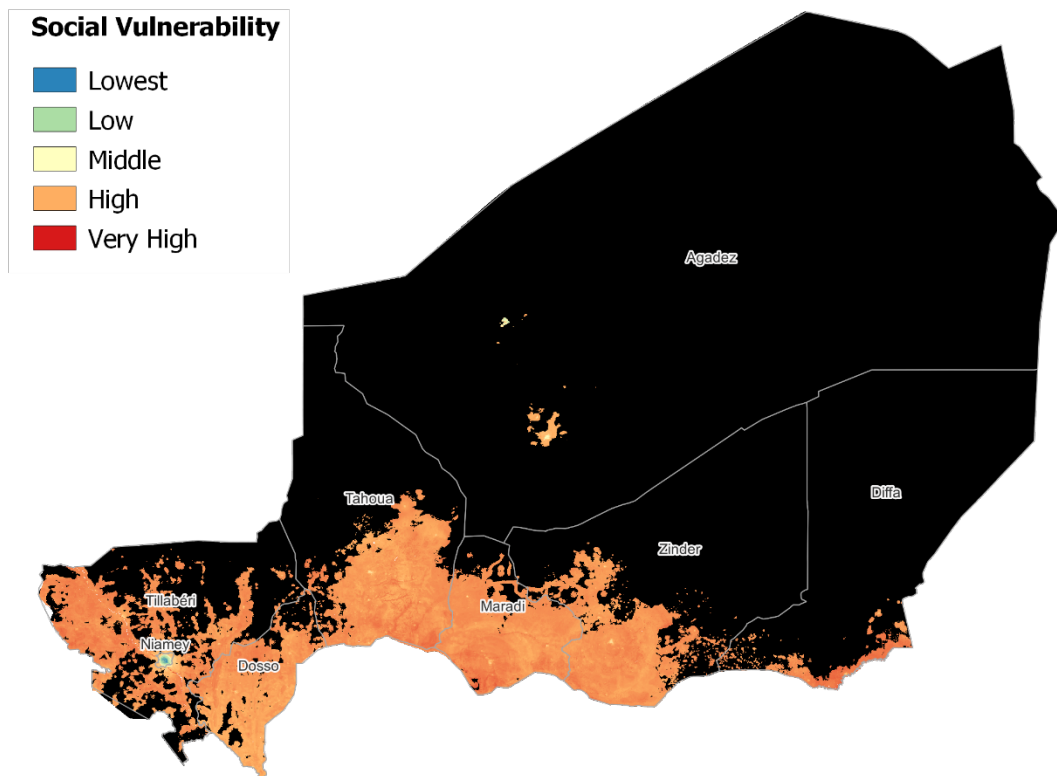 Social Vulnerability
Lowest
Low
Middle
High
Very High
Agadez
Tahoua
Diffa
Zinder
Tillabéri
Maradi
Niamey
Dosso